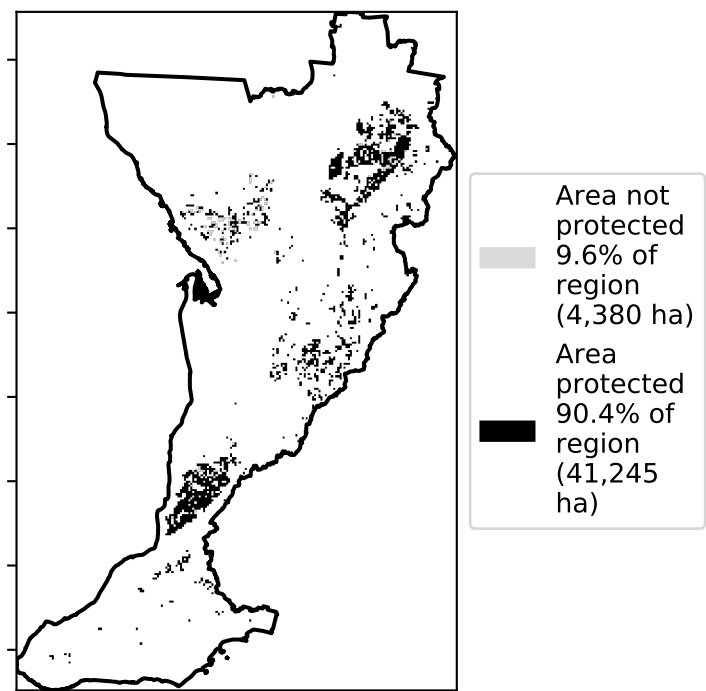 Area not
protected
9.6% of
region
(4,380 ha)
Area
protected
90.4% of
region
(41,245
ha)